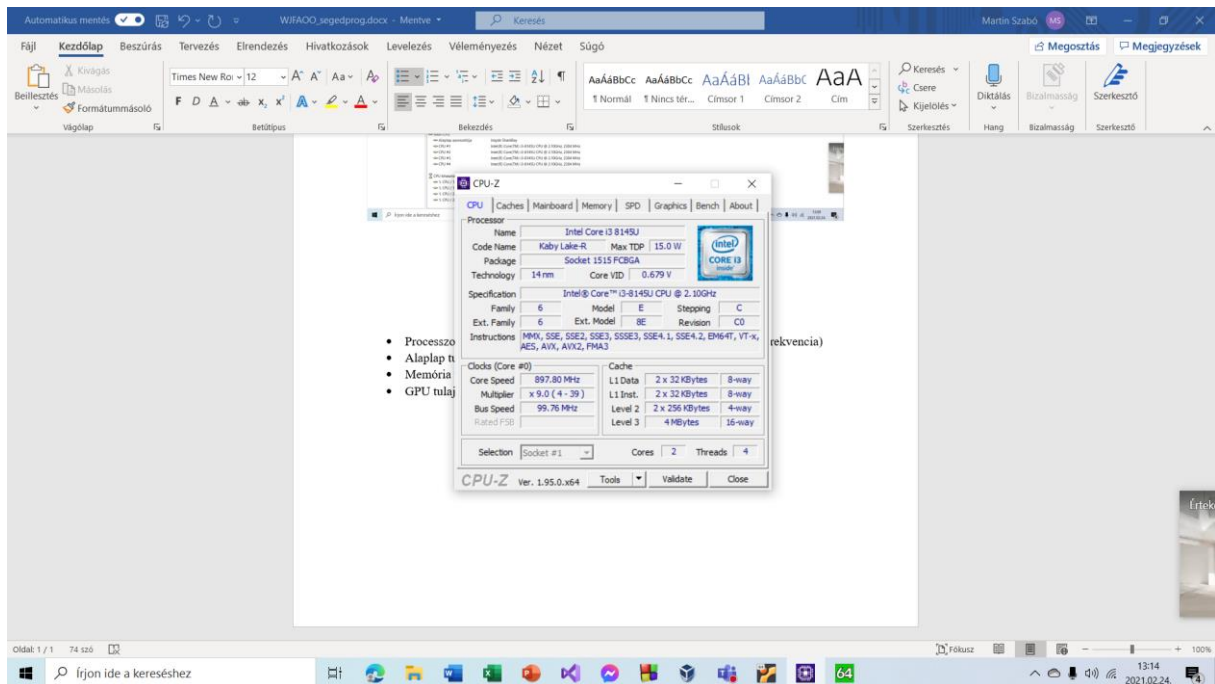 Automatikus mentés WJFAOO_segedprog.docx - Mentve Keresés Martin Szabó MS
Fájl Kezdőlap Beszúrás Tervezés Elrendezés Hivatkozások Levelezés Véleményezés Nézet Súgó Megosztás Megjegyzések
Beillesztés
Kivágás
Másolás
Formátummásoló
Times New Ro 12
F D A ab x, x²
AaÁáBbCc AaÁáBbCc AaÁáBl AaÁáBbC AaA
¶ Normál ¶ Nincs tér... Címsor 1 Címsor 2 Cím
Keresés
Csere
Kijelölés
Diktálás
Bizalmasság
Szerkesztő
Vágólap Betűtípus Bekezdés Stílusok Szerkesztés Hang Bizalmasság Szerkesztő
CPU-Z
CPU Caches Mainboard Memory SPD Graphics Bench About
Processor
Name Intel Core i3 8145U
Code Name Kaby Lake-R Max TDP 15.0 W
Package Socket 1515 FCBGA
Technology 14 nm Core VID 0.679 V
intel CORE i3 inside
Specification Intel® Core™ i3-8145U CPU @ 2.10GHz
Family 6 Model E Stepping C
Ext. Family 6 Ext. Model 8E Revision C0
Instructions MMX, SSE, SSE2, SSE3, SSSE3, SSE4.1, SSE4.2, EM64T, VT-x,
AES, AVX, AVX2, FMA3
Clocks (Core #0)
Core Speed 897.80 MHz
Multiplier x 9.0 ( 4 - 39 )
Bus Speed 99.76 MHz
Rated FSB
Cache
L1 Data 2 x 32 KBytes 8-way
L1 Inst. 2 x 32 KBytes 8-way
Level 2 2 x 256 KBytes 4-way
Level 3 4 MBytes 16-way
Selection Socket #1 Cores 2 Threads 4
CPU-Z Ver. 1.95.0.x64 Tools Validate Close
• Processzo rekvencia)
• Alaplap tu
• Memória
• GPU tulaj
Értek
Oldal: 1 / 1 74 szó Fókusz 100%
Írjon ide a kereséshez 64 13:14
2021.02.24. 4